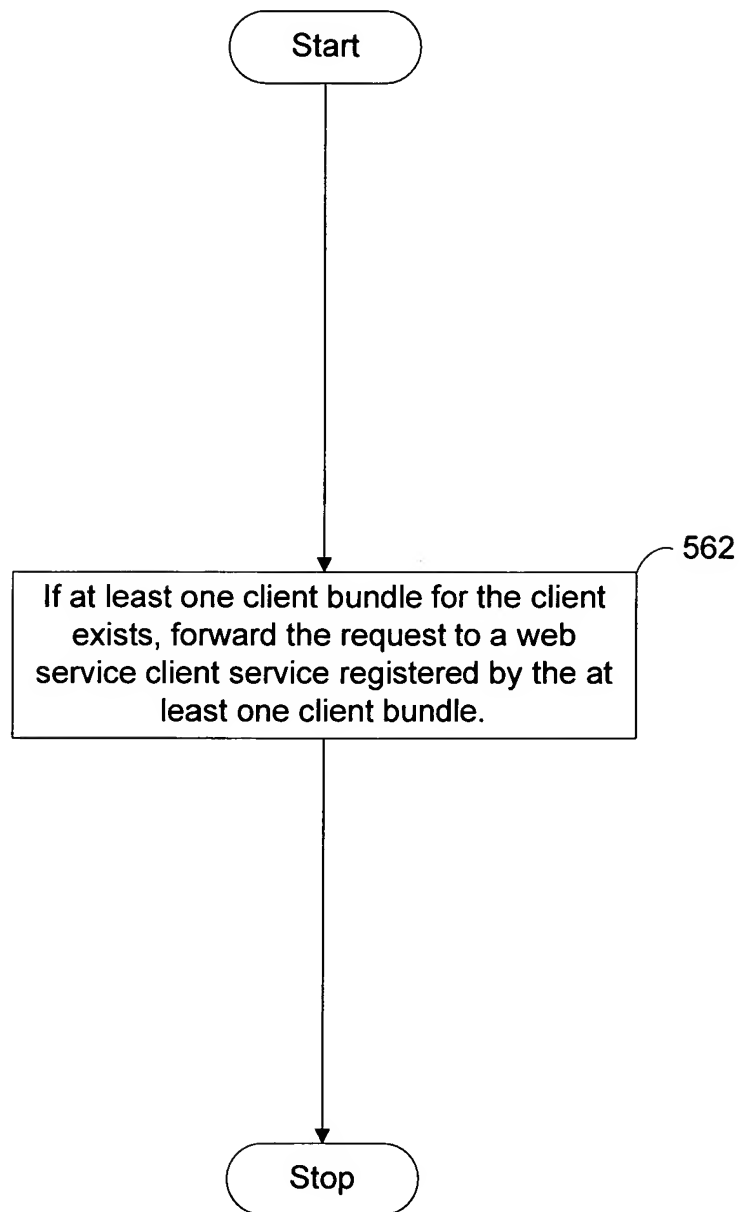 Start
562
If at least one client bundle for the client
exists, forward the request to a web
service client service registered by the at
least one client bundle.
Stop